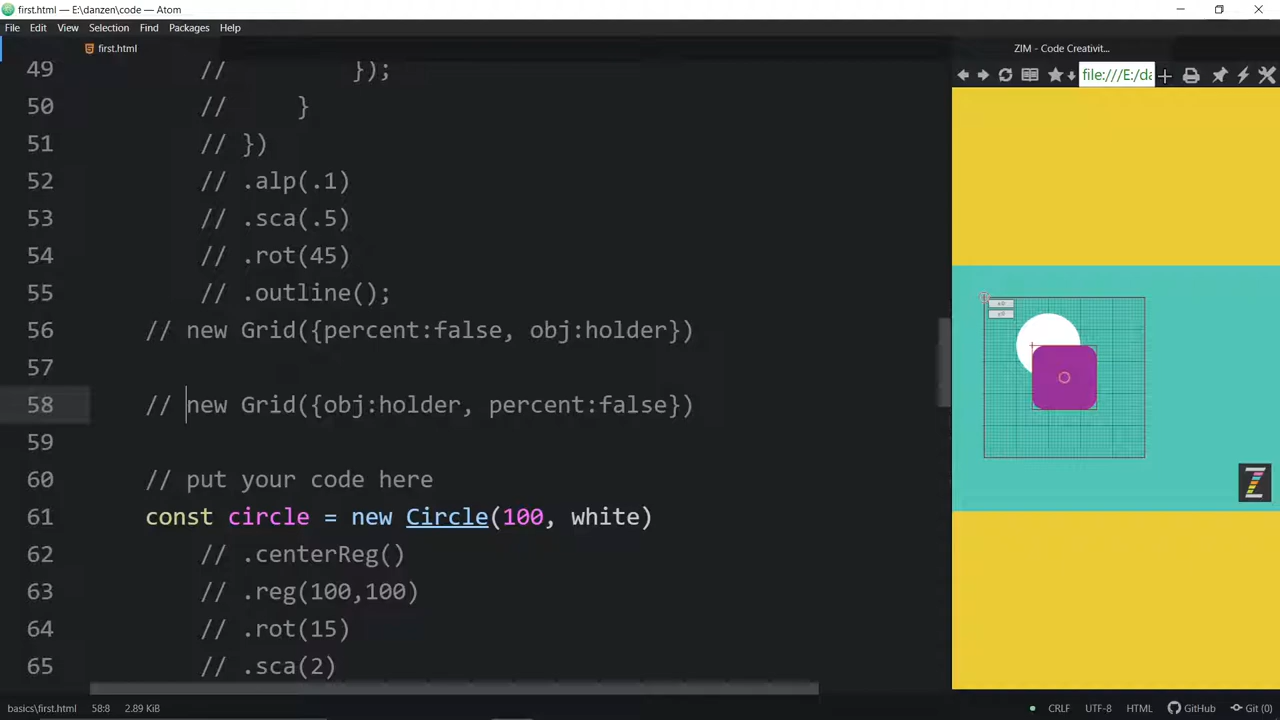 first.html — E:\danzen\code — Atom
File Edit View Selection Find Packages Help
first.html
ZIM - Code Creativit...
file:///E:/da
49 // });
50 // }
51 // })
52 // .alp(.1)
53 // .sca(.5)
54 // .rot(45)
55 // .outline();
56 // new Grid({percent:false, obj:holder})
57
58 // new Grid({obj:holder, percent:false})
59
60 // put your code here
61 const circle = new Circle(100, white)
62 // .centerReg()
63 // .reg(100,100)
64 // .rot(15)
65 // .sca(2)
basics\first.html 58:8 2.89 KiB CRLF UTF-8 HTML GitHub Git (0)